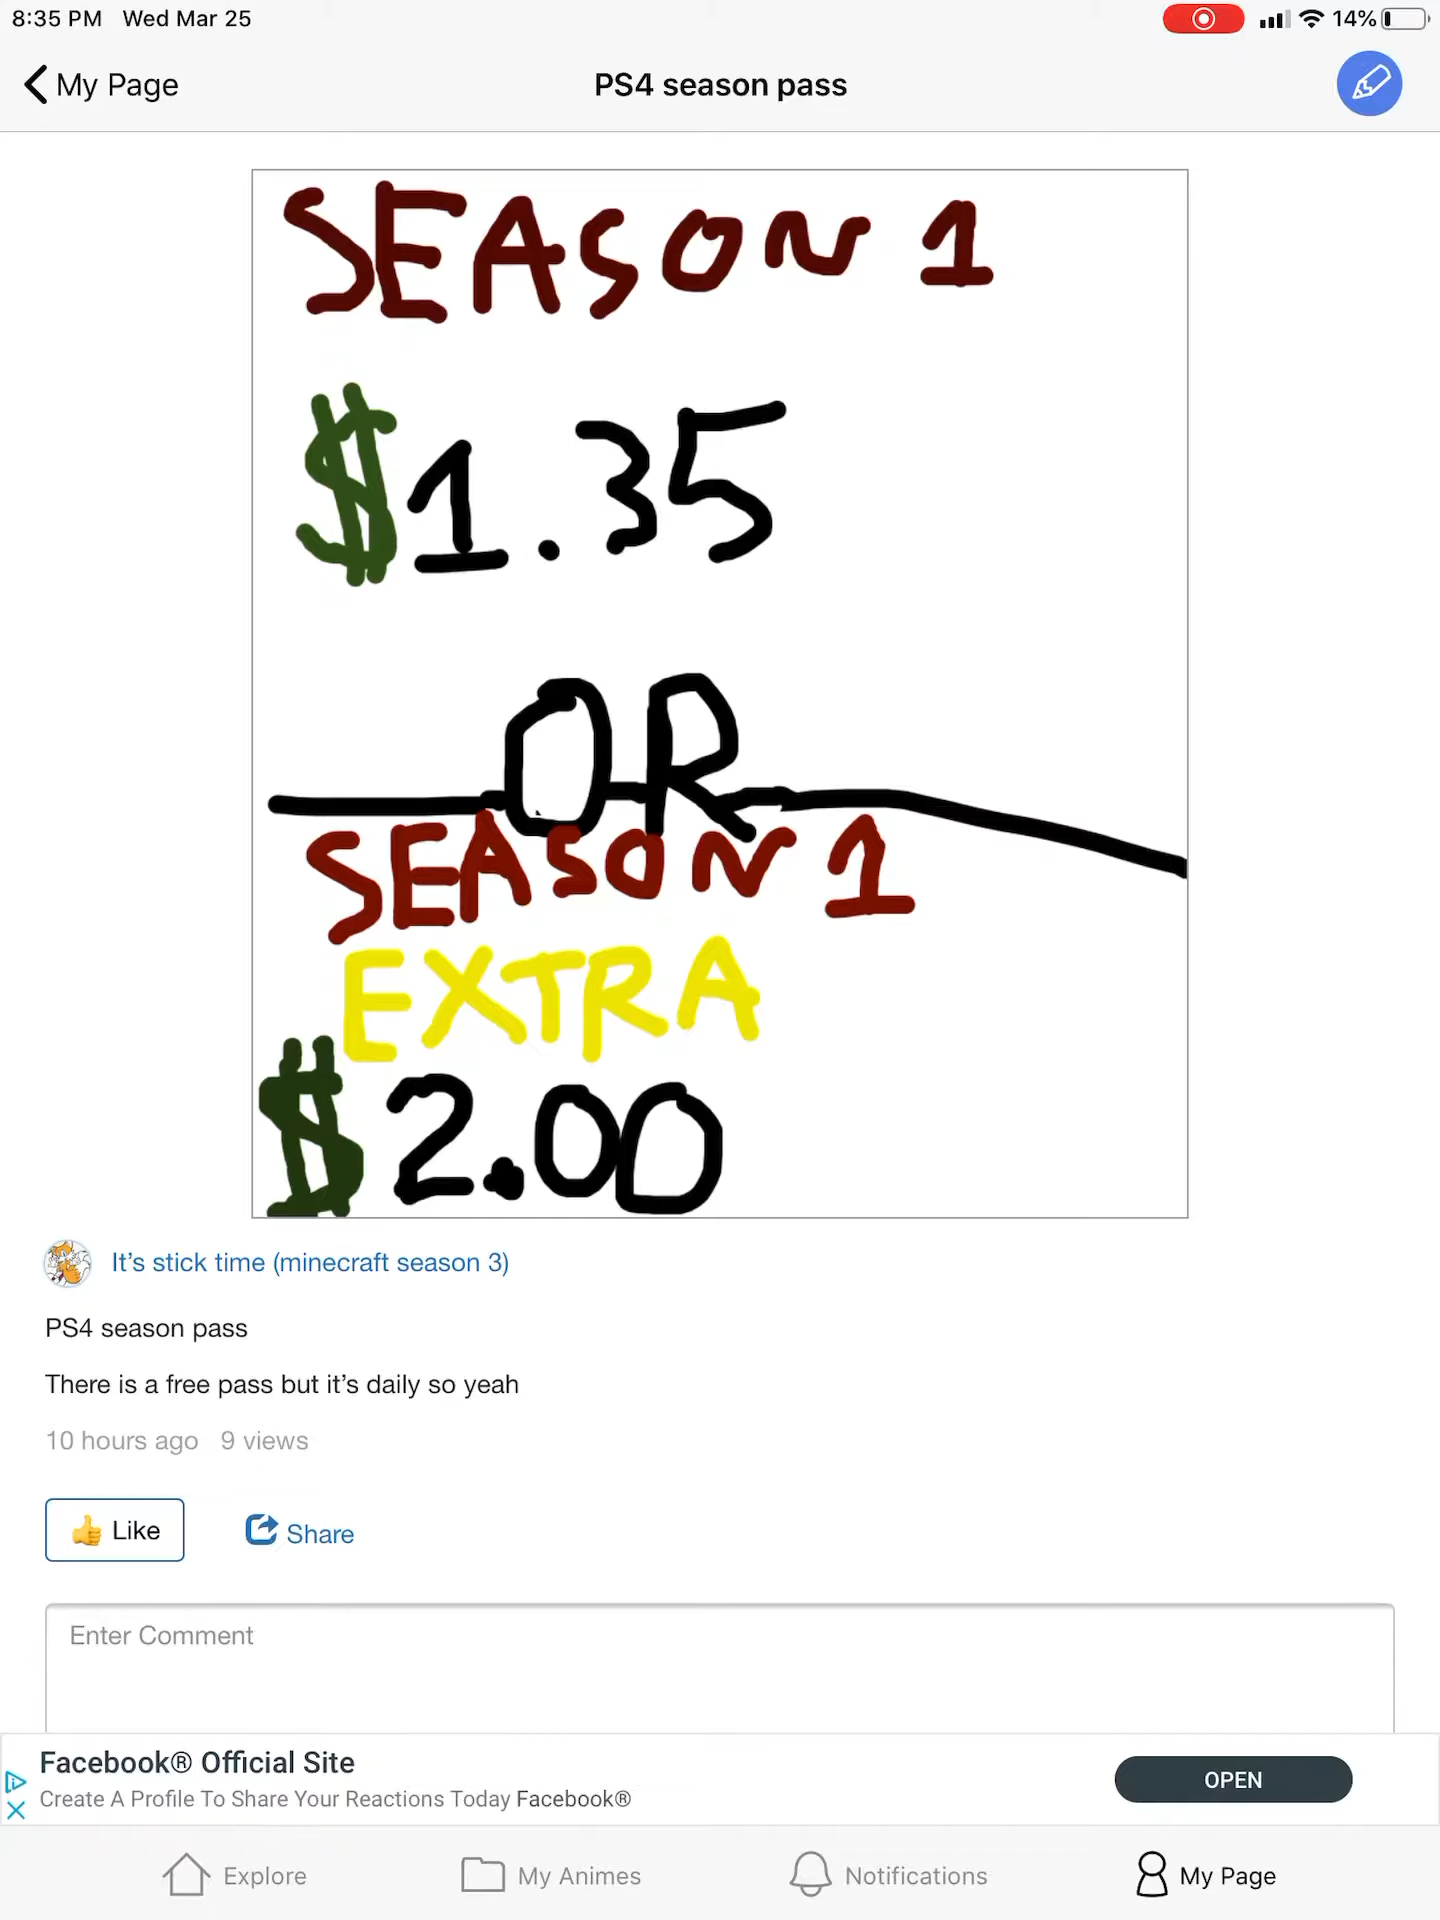 8:35 PM Wed Mar 25 14%
My Page PS4 season pass
SEASON 1
$1.35
OR
SEASON 1
EXTRA
$2.00
It’s stick time (minecraft season 3)
PS4 season pass
There is a free pass but it’s daily so yeah
10 hours ago 9 views
👍 Like Share
Enter Comment
Facebook® Official Site
Create A Profile To Share Your Reactions Today Facebook®
OPEN
Explore My Animes Notifications My Page